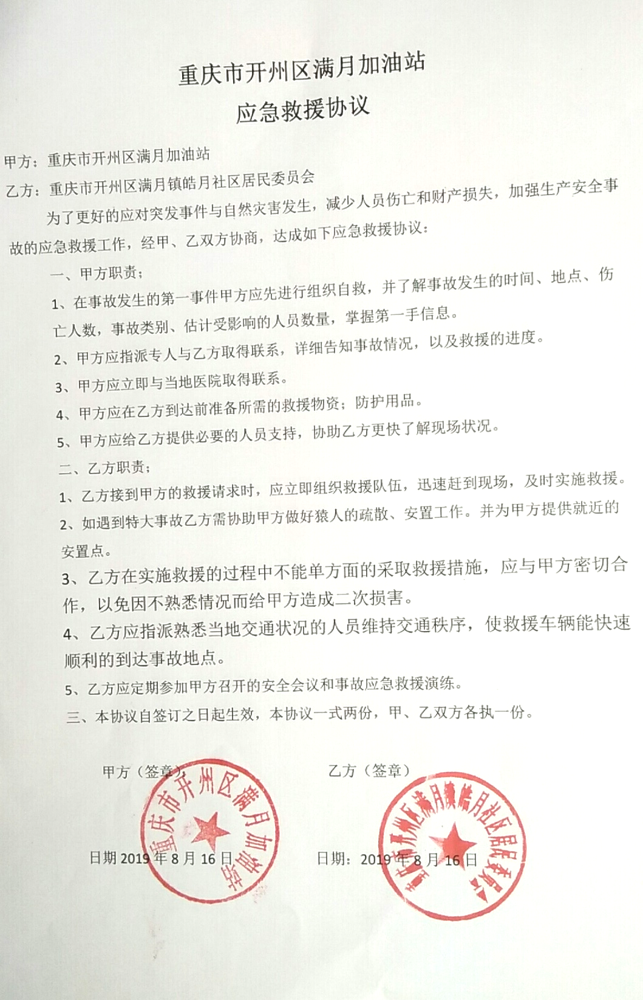 重庆市开州区满月加油站
应急救援协议
甲方：重庆市开州区满月加油站
乙方：重庆市开州区满月镇皓月社区居民委员会
为了更好的应对突发事件与自然灾害发生，减少人员伤亡和财产损失，加强生产安全事
故的应急救援工作，经甲、乙双方协商，达成如下应急救援协议：
一、甲方职责；
1、在事故发生的第一事件甲方应先进行组织自救，并了解事故发生的时间、地点、伤
亡人数，事故类别、估计受影响的人员数量，掌握第一手信息。
2、甲方应指派专人与乙方取得联系，详细告知事故情况，以及救援的进度。
3、甲方应立即与当地医院取得联系。
4、甲方应在乙方到达前准备所需的救援物资；防护用品。
5、甲方应给乙方提供必要的人员支持，协助乙方更快了解现场状况。
二、乙方职责；
1、乙方接到甲方的救援请求时，应立即组织救援队伍，迅速赶到现场，及时实施救援。
2、如遇到特大事故乙方需协助甲方做好猿人的疏散、安置工作。并为甲方提供就近的
安置点。
3、乙方在实施救援的过程中不能单方面的采取救援措施，应与甲方密切合
作，以免因不熟悉情况而给甲方造成二次损害。
4、乙方应指派熟悉当地交通状况的人员维持交通秩序，使救援车辆能快速
顺利的到达事故地点。
5、乙方应定期参加甲方召开的安全会议和事故应急救援演练。
三、本协议自签订之日起生效，本协议一式两份，甲、乙双方各执一份。
甲方（签章）： 乙方（签章）
重庆市开州区满月加油站
重庆市开州区满月镇皓月社区居民委员会
日期 2019 年 8 月 16 日 日期：2019 年 8 月 16 日